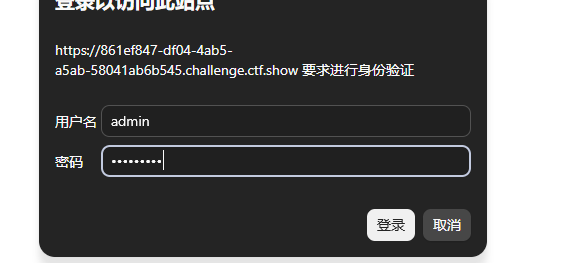 登录以访问此站点
https://861ef847-df04-4ab5-
a5ab-58041ab6b545.challenge.ctf.show 要求进行身份验证
用户名 admin
密码 •••••••••
登录 取消